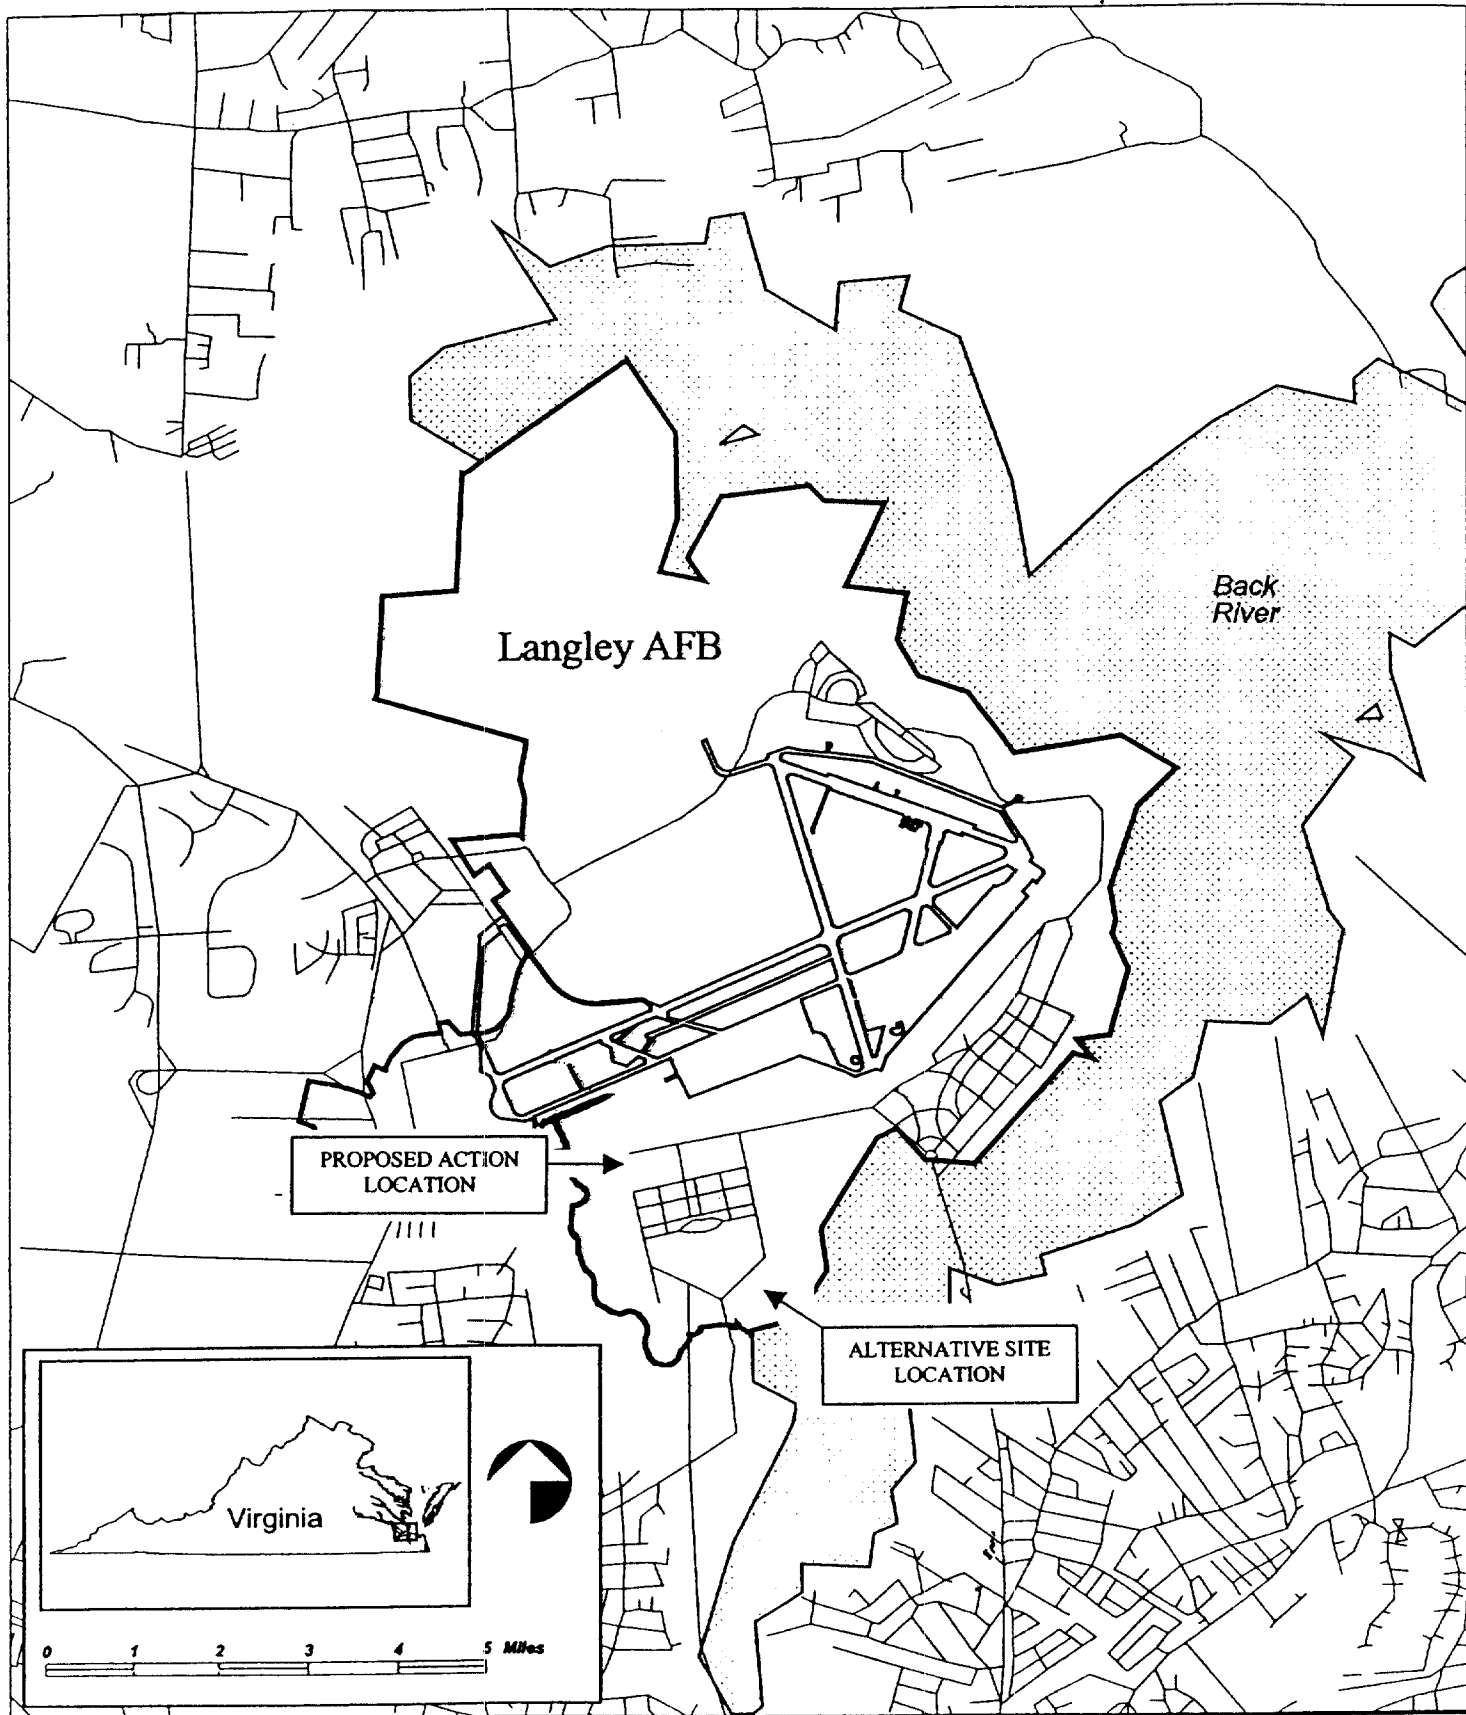 Back
River
Langley AFB
PROPOSED ACTION
LOCATION
ALTERNATIVE SITE
LOCATION
Virginia
0 1 2 3 4 5 Miles